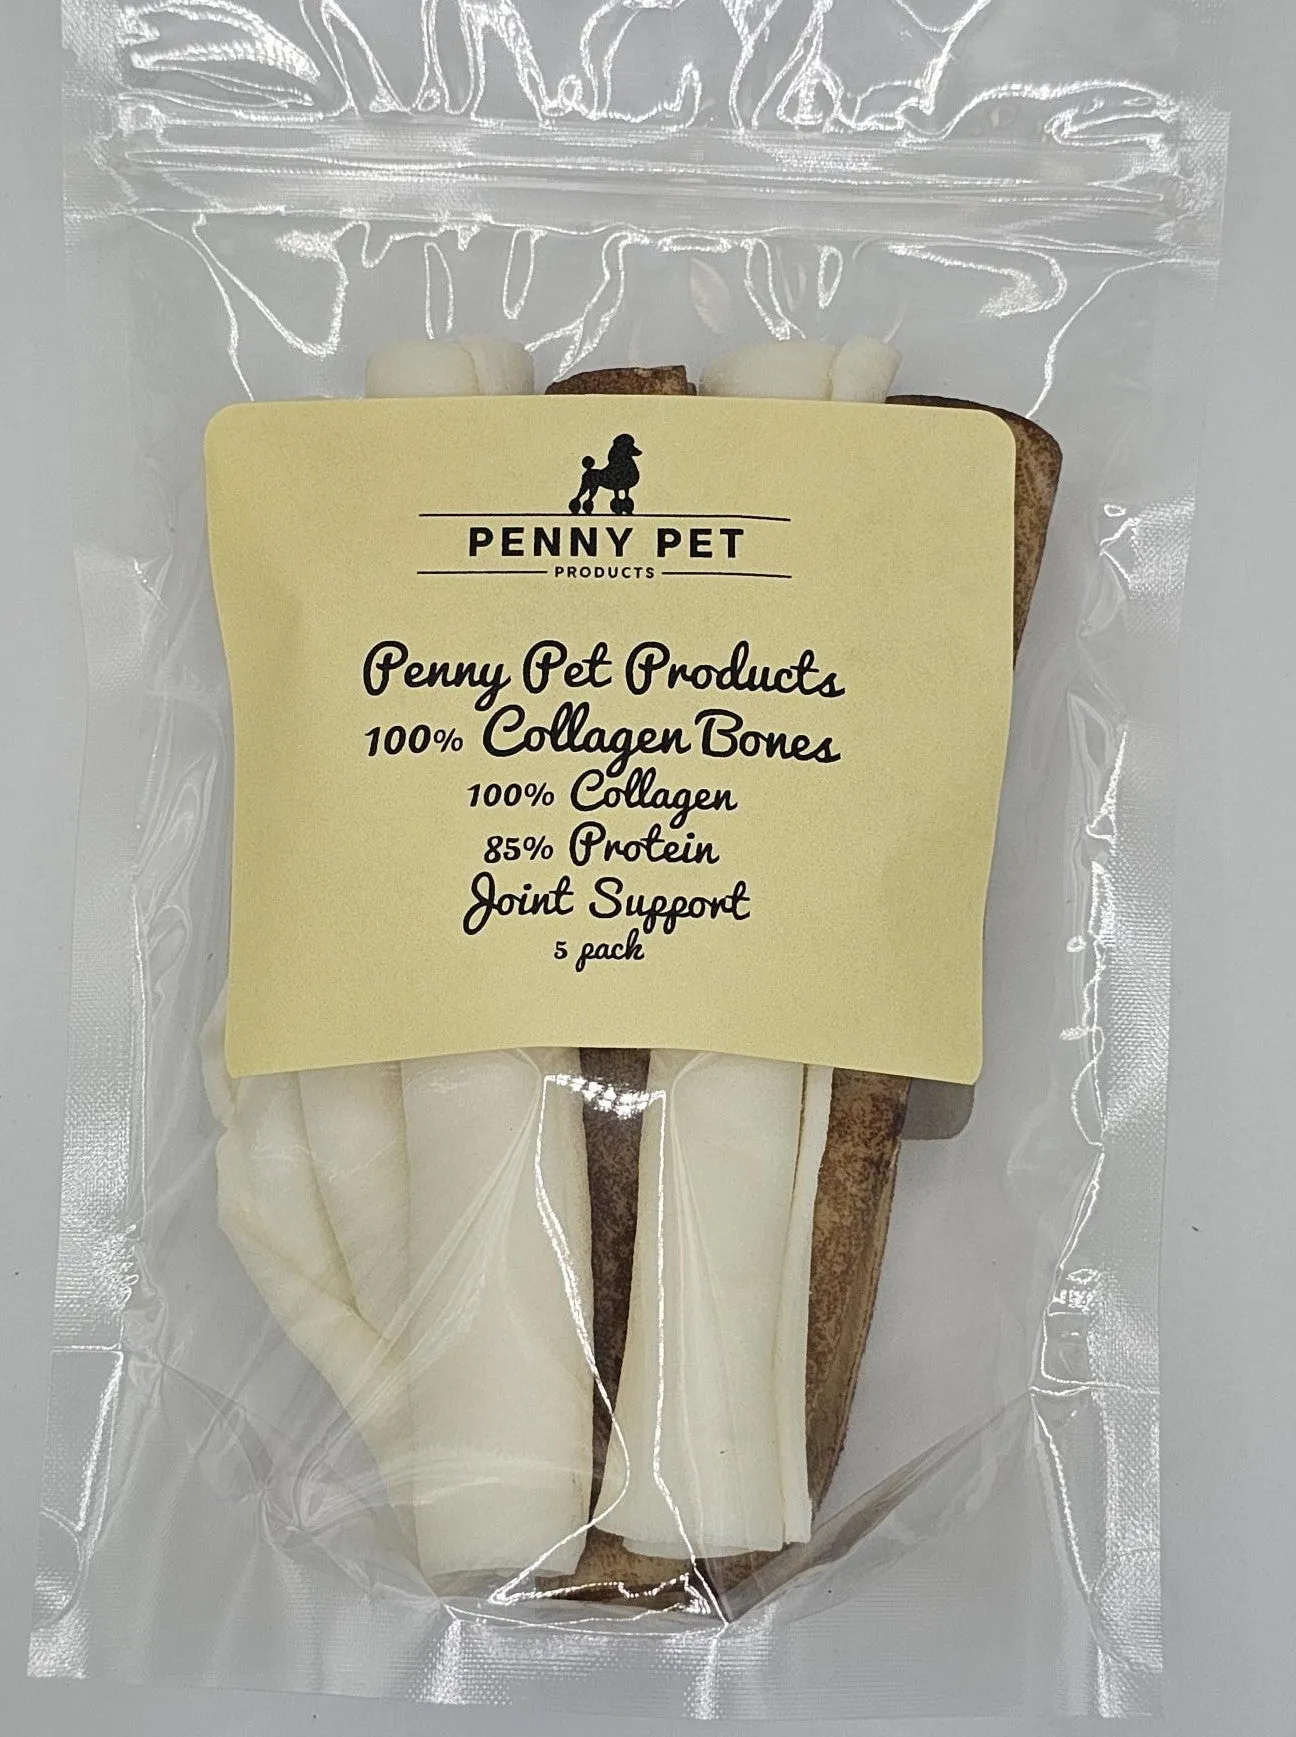 PENNY PET
PRODUCTS
Penny Pet Products
100% Collagen Bones
100% Collagen
85% Protein
Joint Support
5 pack